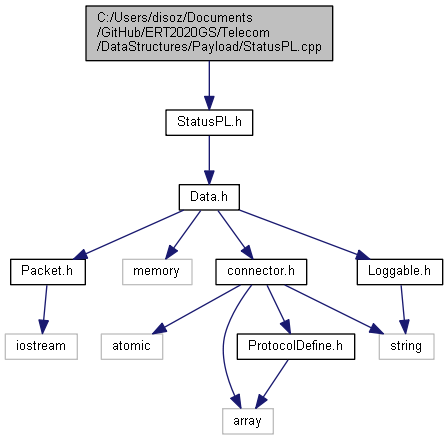 C:/Users/disoz/Documents
/GitHub/ERT2020GS/Telecom
/DataStructures/Payload/StatusPL.cpp
StatusPL.h
Data.h
Packet.h
memory
connector.h
Loggable.h
iostream
atomic
ProtocolDefine.h
string
array